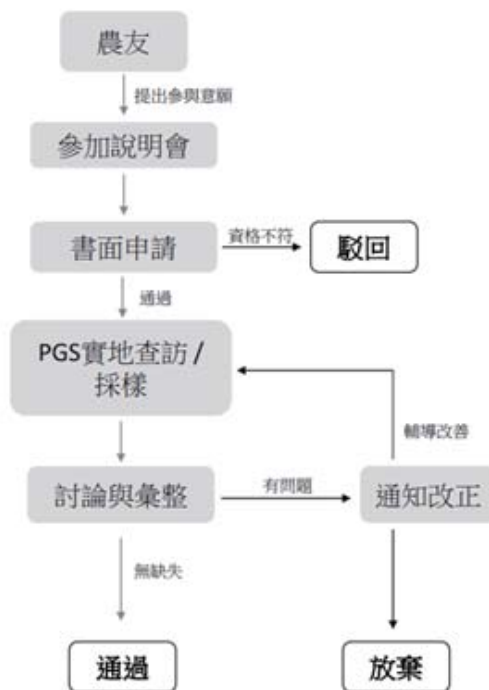 農友
提出參與意願
參加說明會
書面申請
資格不符
駁回
通過
PGS實地查訪 /
採樣
輔導改善
討論與彙整
有問題
通知改正
無缺失
通過
放棄